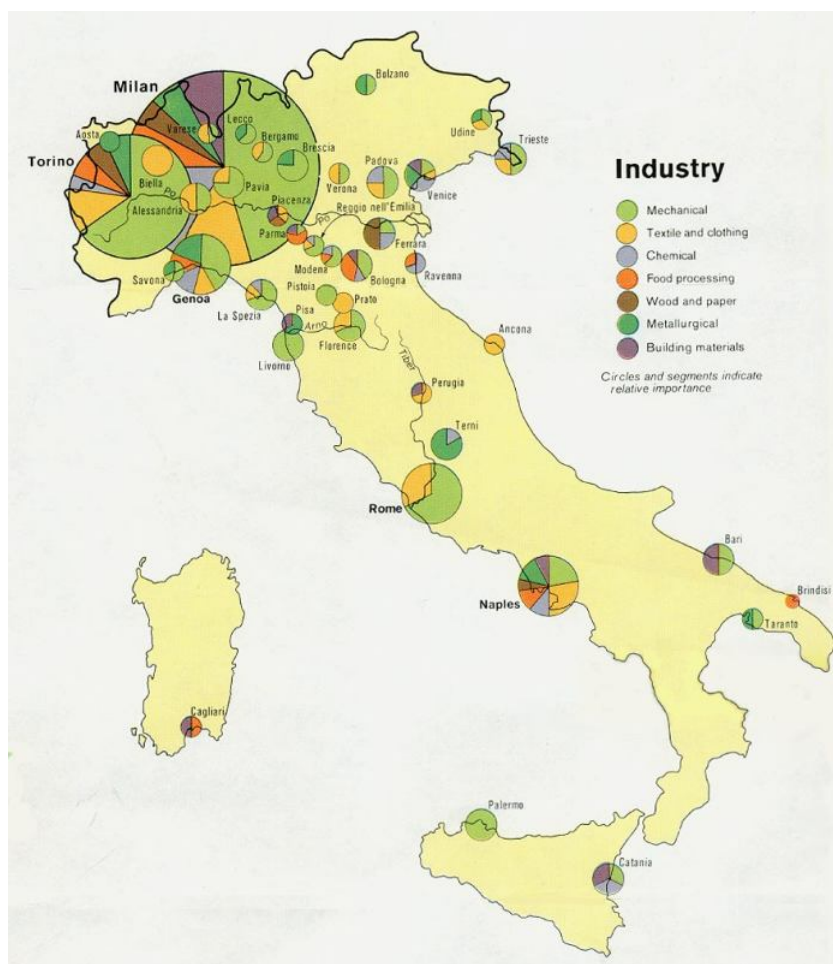 Industry
Mechanical
Textile and clothing
Chemical
Food processing
Wood and paper
Metallurgical
Building materials
Circles and segments indicate
relative importance
Bolzano
Milan
Lecco
Varese
Bergamo
Aosta
Brescia
Udine
Trieste
Torino
Biella
Verona
Padova
Venice
Po
Pavia
Alessandria
Piacenza
Reggio nell'Emilia
Po
Parma
Ferrara
Modena
Bologna
Ravenna
Savona
Genoa
Pistoia
Prato
La Spezia
Pisa
Arno
Florence
Livorno
Ancona
Tiber
Perugia
Terni
Rome
Bari
Naples
Brindisi
Taranto
Cagliari
Palermo
Catania